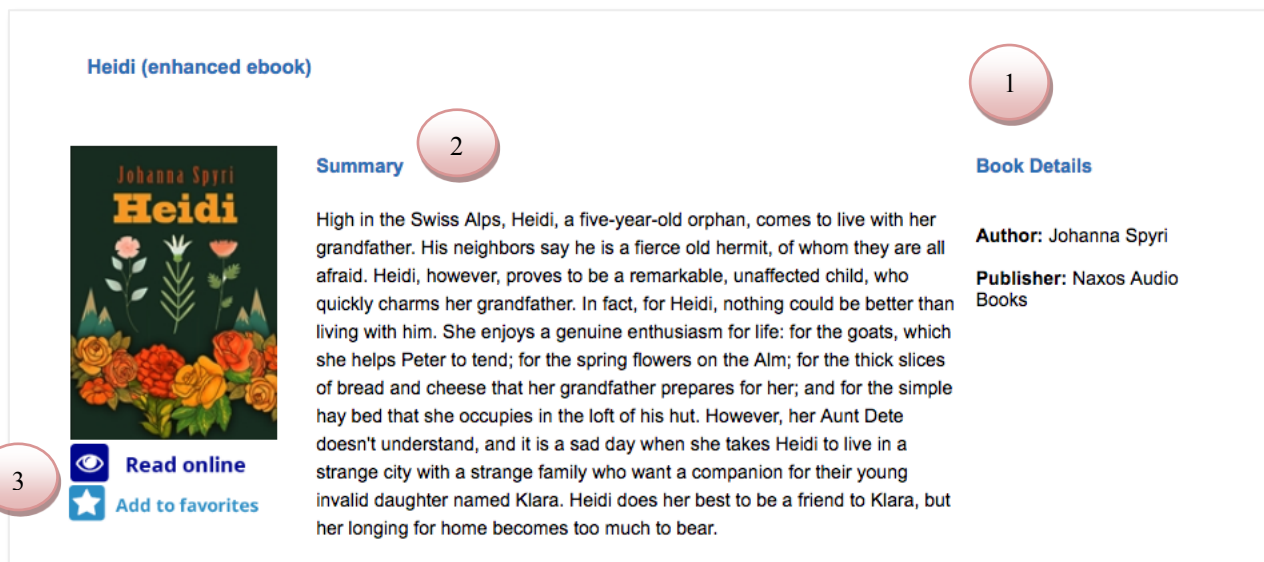 Heidi (enhanced ebook)
1
2
Johanna Spyri
Heidi
Summary
High in the Swiss Alps, Heidi, a five-year-old orphan, comes to live with her
grandfather. His neighbors say he is a fierce old hermit, of whom they are all
afraid. Heidi, however, proves to be a remarkable, unaffected child, who
quickly charms her grandfather. In fact, for Heidi, nothing could be better than
living with him. She enjoys a genuine enthusiasm for life: for the goats, which
she helps Peter to tend; for the spring flowers on the Alm; for the thick slices
of bread and cheese that her grandfather prepares for her; and for the simple
hay bed that she occupies in the loft of his hut. However, her Aunt Dete
doesn't understand, and it is a sad day when she takes Heidi to live in a
strange city with a strange family who want a companion for their young
invalid daughter named Klara. Heidi does her best to be a friend to Klara, but
her longing for home becomes too much to bear.
Book Details
Author: Johanna Spyri
Publisher: Naxos Audio
Books
3
Read online
Add to favorites